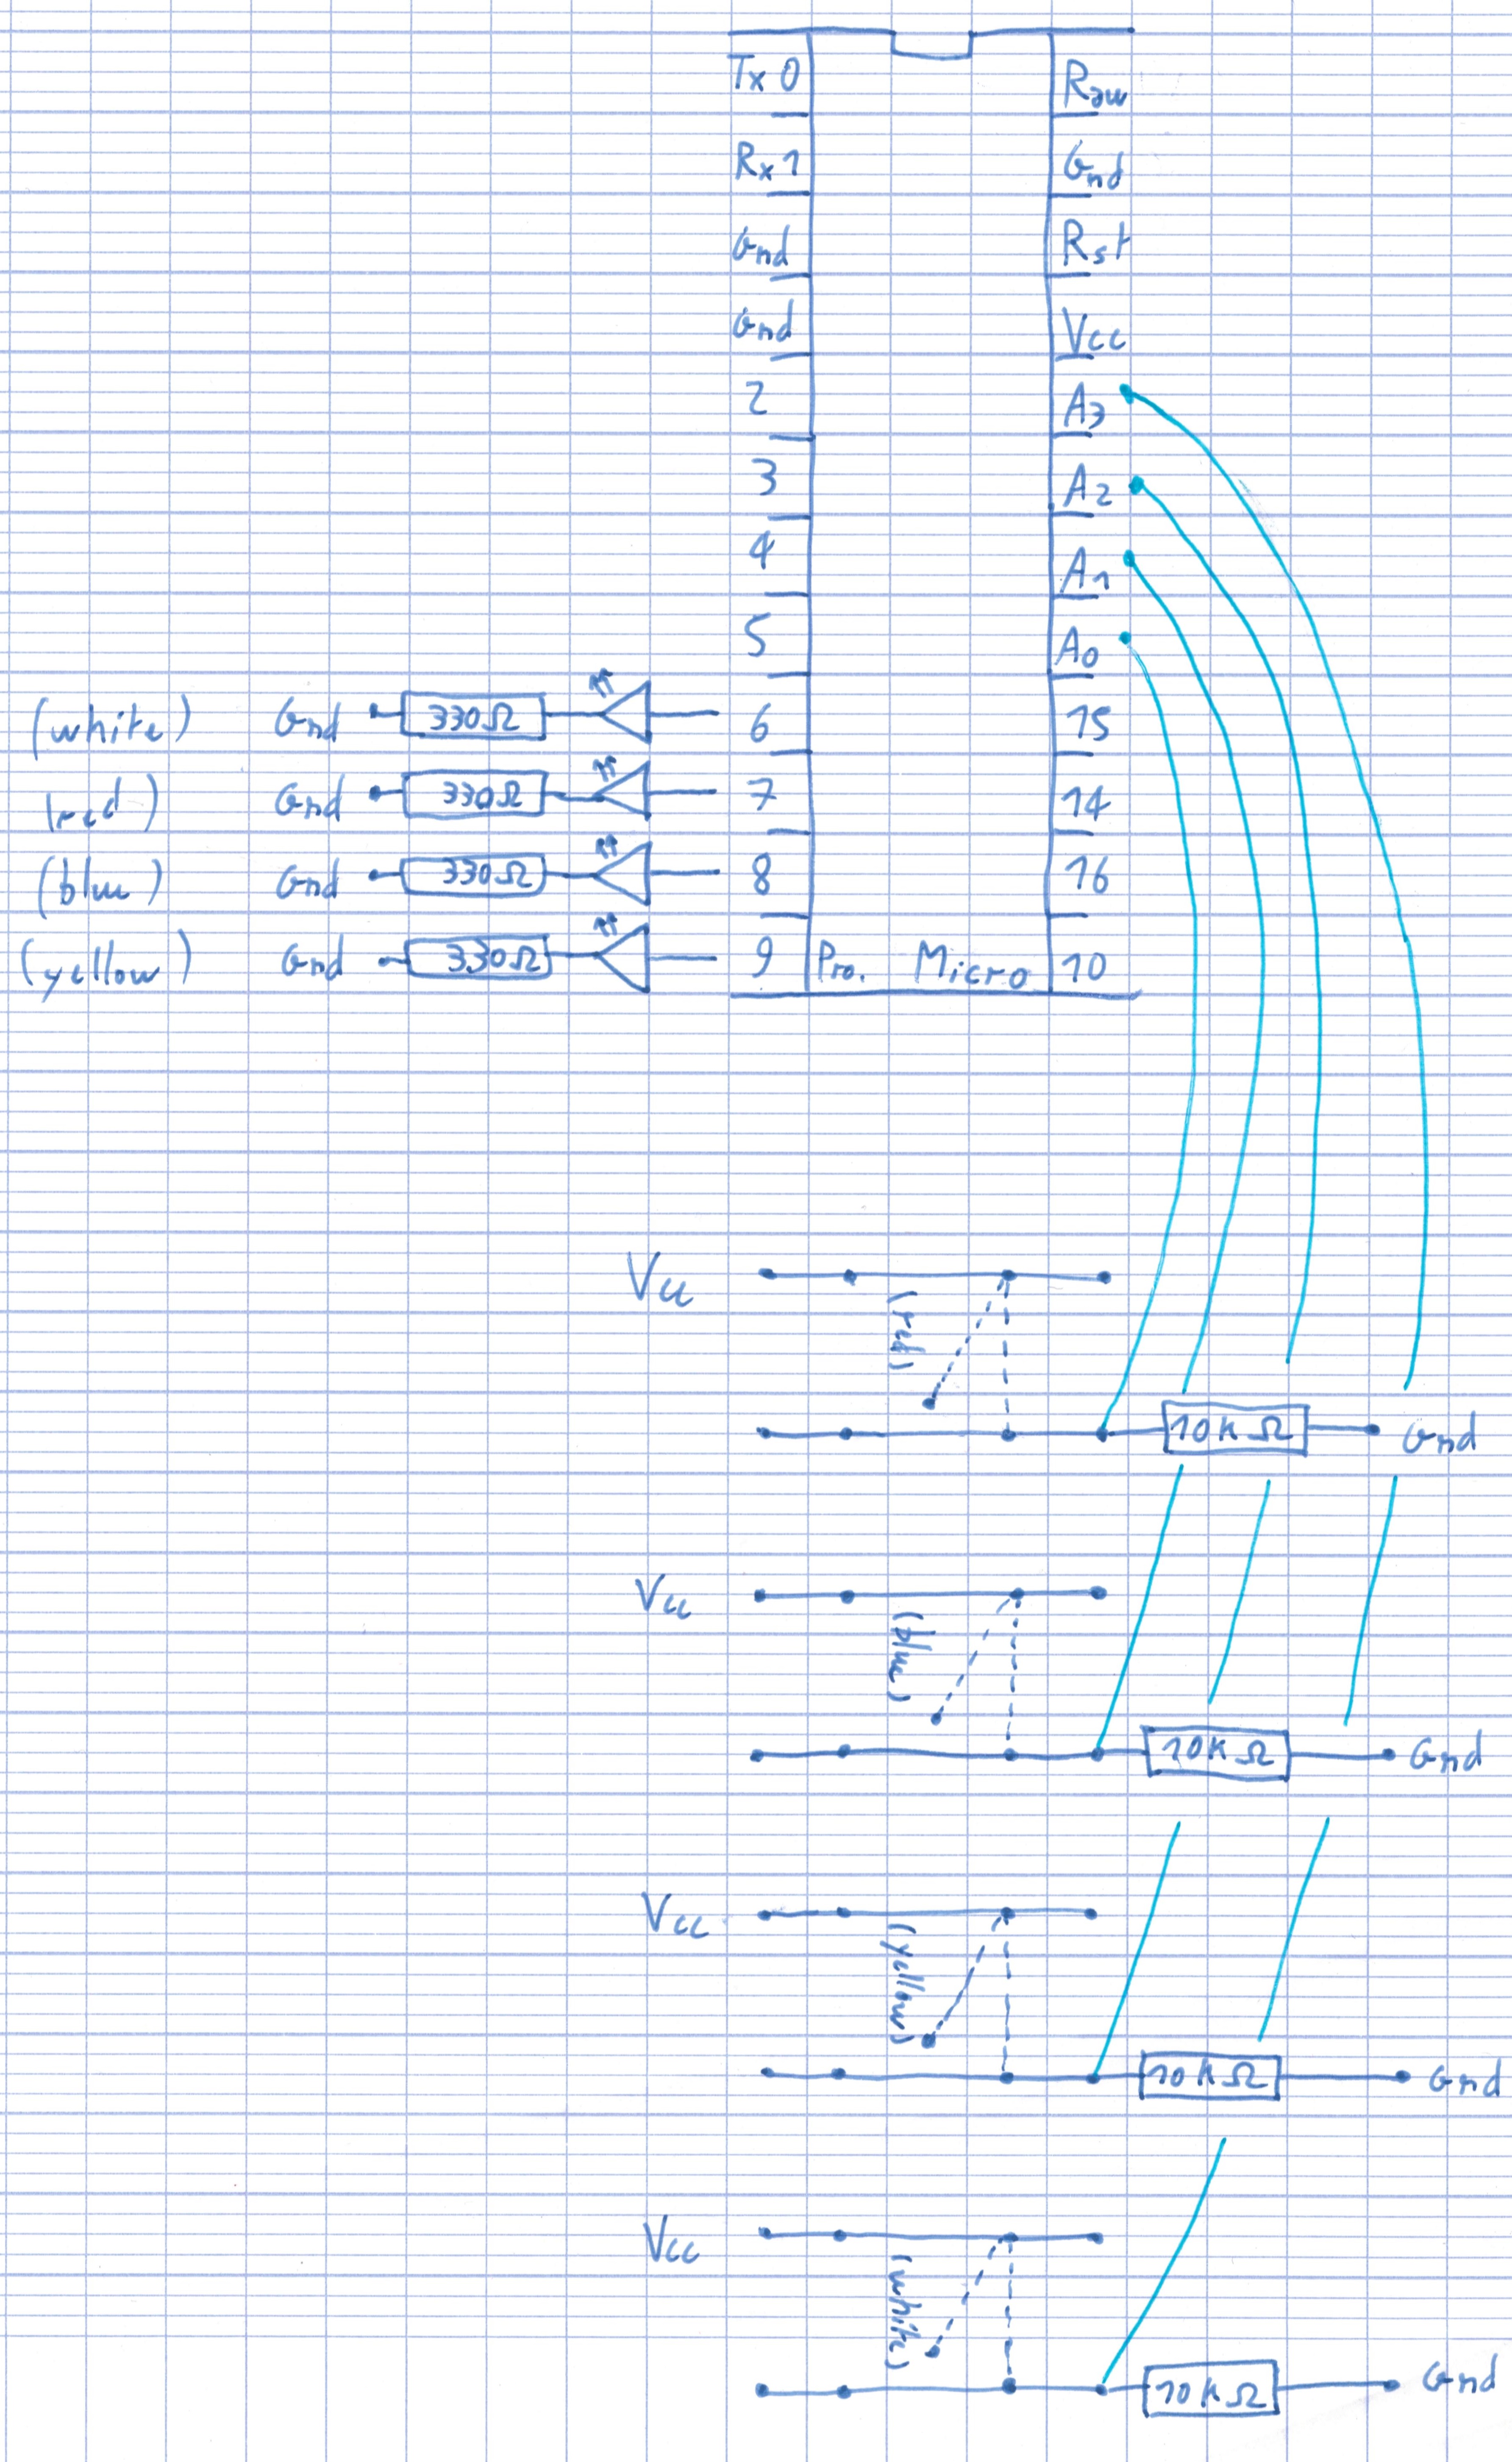 Tx 0 Raw
Rx 1 Gnd
Gnd Rst
Gnd Vcc
2 A3
3 A2
4 A1
5 A0
(white) Gnd 330Ω 6 15
(red) Gnd 330Ω 7 14
(blue) Gnd 330Ω 8 16
(yellow) Gnd 330Ω 9 Pro. Micro 10
Vcc
(red)
10kΩ Gnd
Vcc
(blue)
10kΩ Gnd
Vcc
(yellow)
10kΩ Gnd
Vcc
(white)
10kΩ Gnd